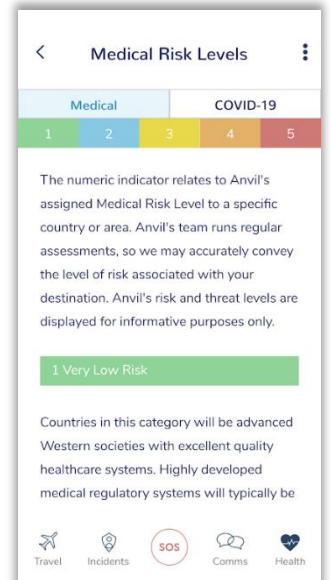 Medical Risk Levels
Medical COVID-19
1 2 3 4 5
The numeric indicator relates to Anvil's
assigned Medical Risk Level to a specific
country or area. Anvil's team runs regular
assessments, so we may accurately convey
the level of risk associated with your
destination. Anvil's risk and threat levels are
displayed for informative purposes only.
1 Very Low Risk
Countries in this category will be advanced
Western societies with excellent quality
healthcare systems. Highly developed
medical regulatory systems will typically be
Travel Incidents SOS Comms Health